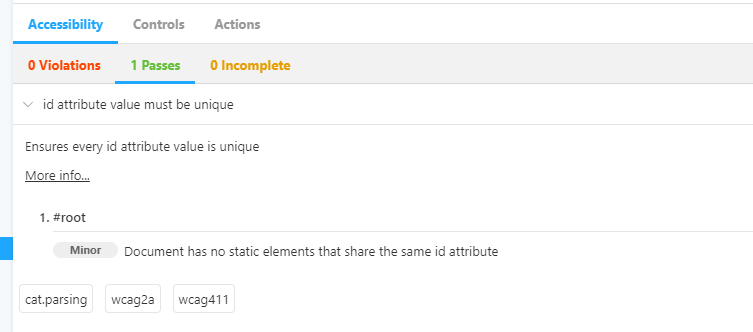 Accessibility Controls Actions
0 Violations 1 Passes 0 Incomplete
id attribute value must be unique
Ensures every id attribute value is unique
More info...
1. #root
Minor Document has no static elements that share the same id attribute
cat.parsing wcag2a wcag411